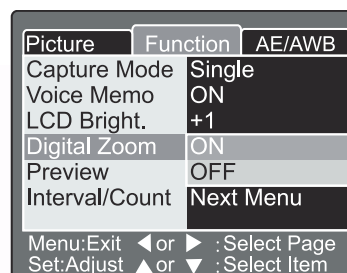 Picture Function AE/AWB
Capture Mode Single
Voice Memo ON
LCD Bright. +1
Digital Zoom ON
Preview OFF
Interval/Count Next Menu
Menu:Exit ◀ or ▶ :Select Page
Set:Adjust ▲ or ▼ :Select Item